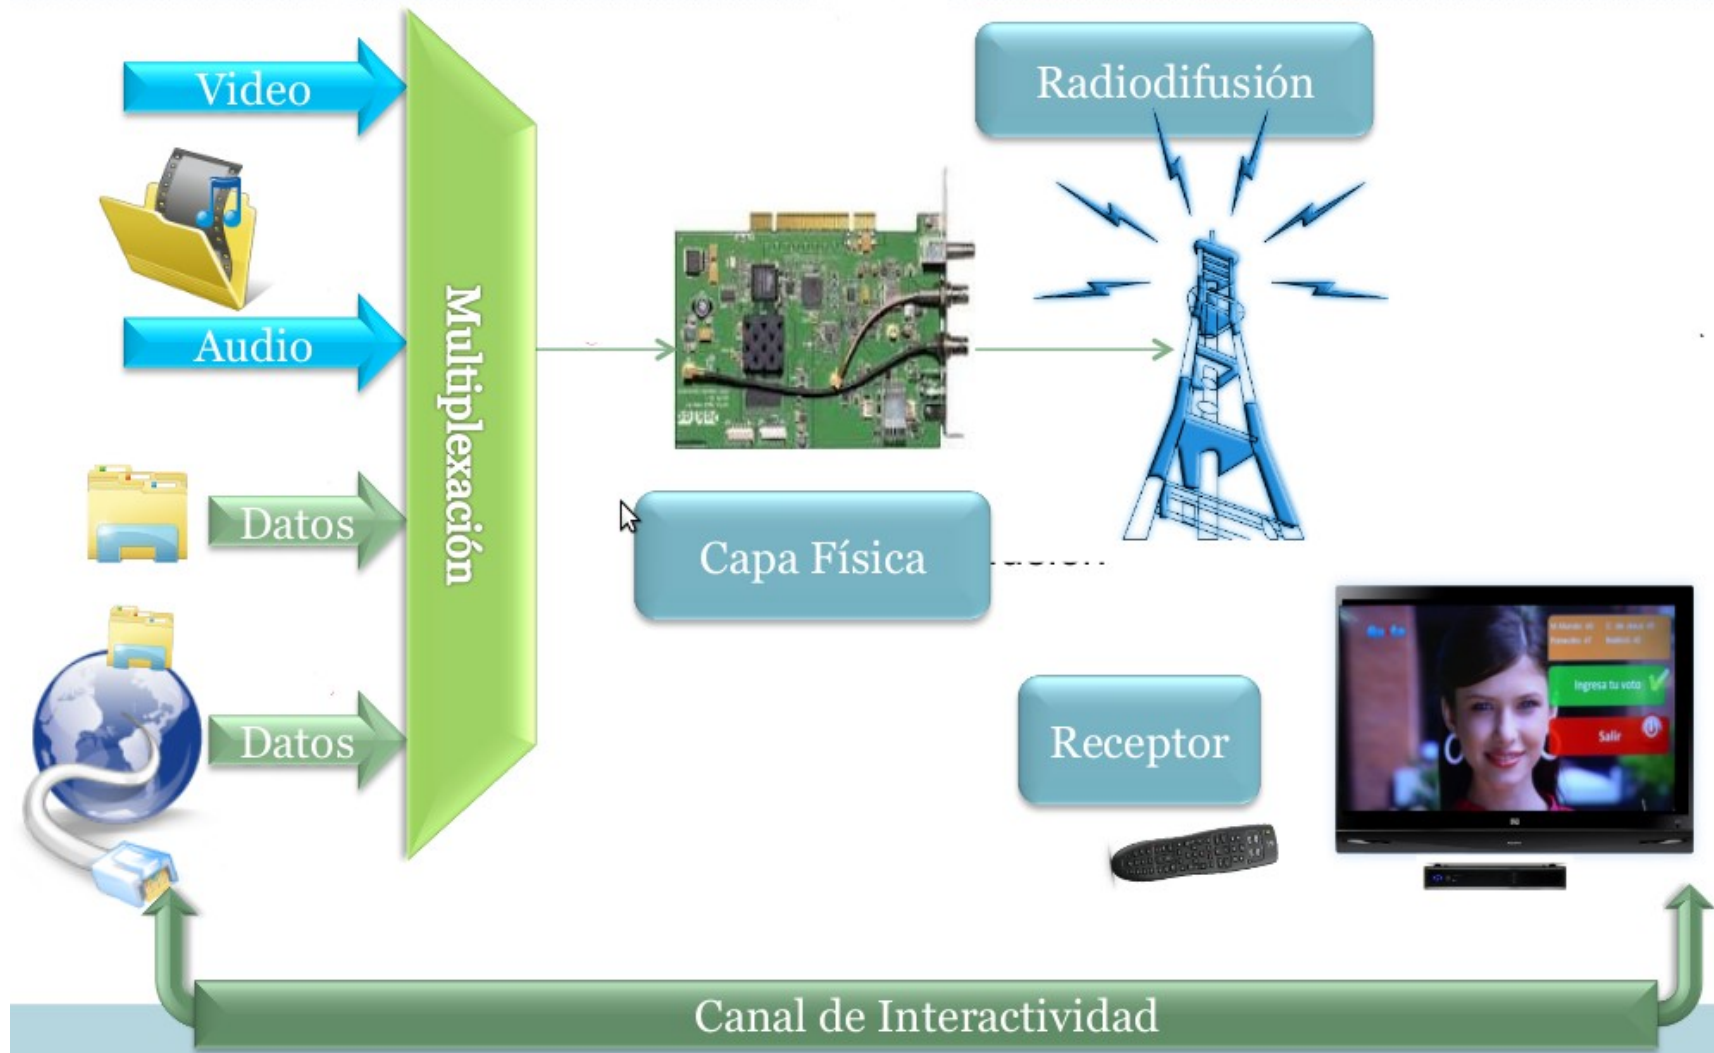 Video
Radiodifusión
Audio
Multiplexación
Datos
Capa Física
Datos
Receptor
Ingresa tu voto
Salir
Canal de Interactividad